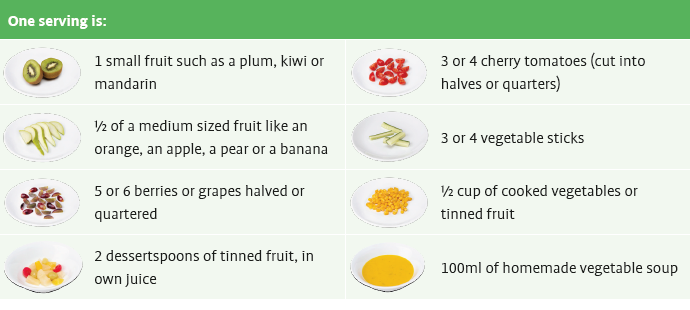 One serving is:
1 small fruit such as a plum, kiwi or
mandarin
3 or 4 cherry tomatoes (cut into
halves or quarters)
½ of a medium sized fruit like an
orange, an apple, a pear or a banana
3 or 4 vegetable sticks
5 or 6 berries or grapes halved or
quartered
½ cup of cooked vegetables or
tinned fruit
2 dessertspoons of tinned fruit, in
own juice
100ml of homemade vegetable soup